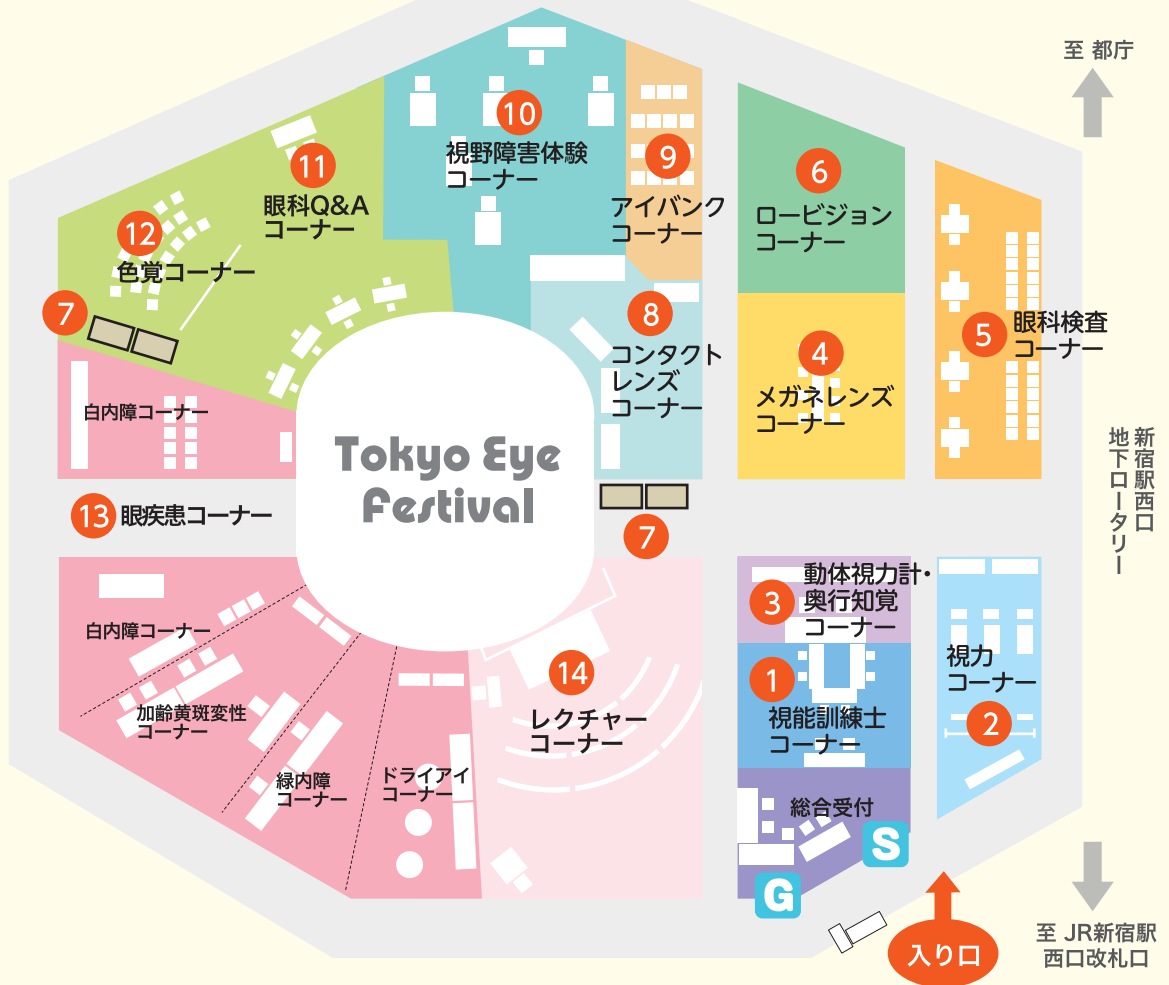 至 都庁
10
視野障害体験
コーナー
9
アイバンク
コーナー
6
ロービジョン
コーナー
11
眼科Q&A
コーナー
12
色覚コーナー
7
8
コンタクト
レンズ
コーナー
4
メガネレンズ
コーナー
5
眼科検査
コーナー
白内障コーナー
Tokyo Eye
Festival
新宿駅西口
地下ロータリー
13
眼疾患コーナー
7
3
動体視力計・
奥行知覚
コーナー
白内障コーナー
加齢黄斑変性
コーナー
緑内障
コーナー
ドライアイ
コーナー
14
レクチャー
コーナー
1
視能訓練士
コーナー
視力
コーナー
2
総合受付
S
G
入り口
至 JR新宿駅
西口改札口